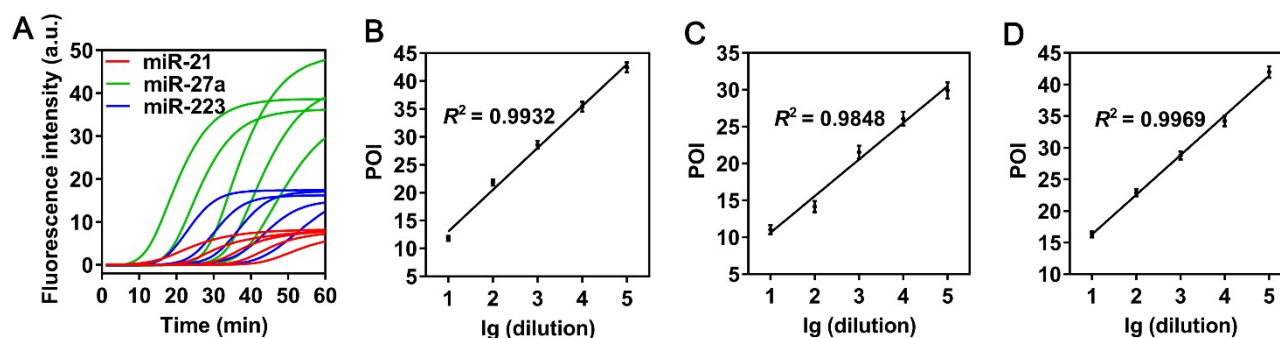 A
Fluorescence intensity (a.u.)
50
40
30
20
10
0
miR-21
miR-27a
miR-223
0 10 20 30 40 50 60
Time (min)
B
POI
45
40
35
30
25
20
15
10
5
R² = 0.9932
1 2 3 4 5
lg (dilution)
C
POI
35
30
25
20
15
10
5
R² = 0.9848
1 2 3 4 5
lg (dilution)
D
POI
45
40
35
30
25
20
15
10
R² = 0.9969
1 2 3 4 5
lg (dilution)